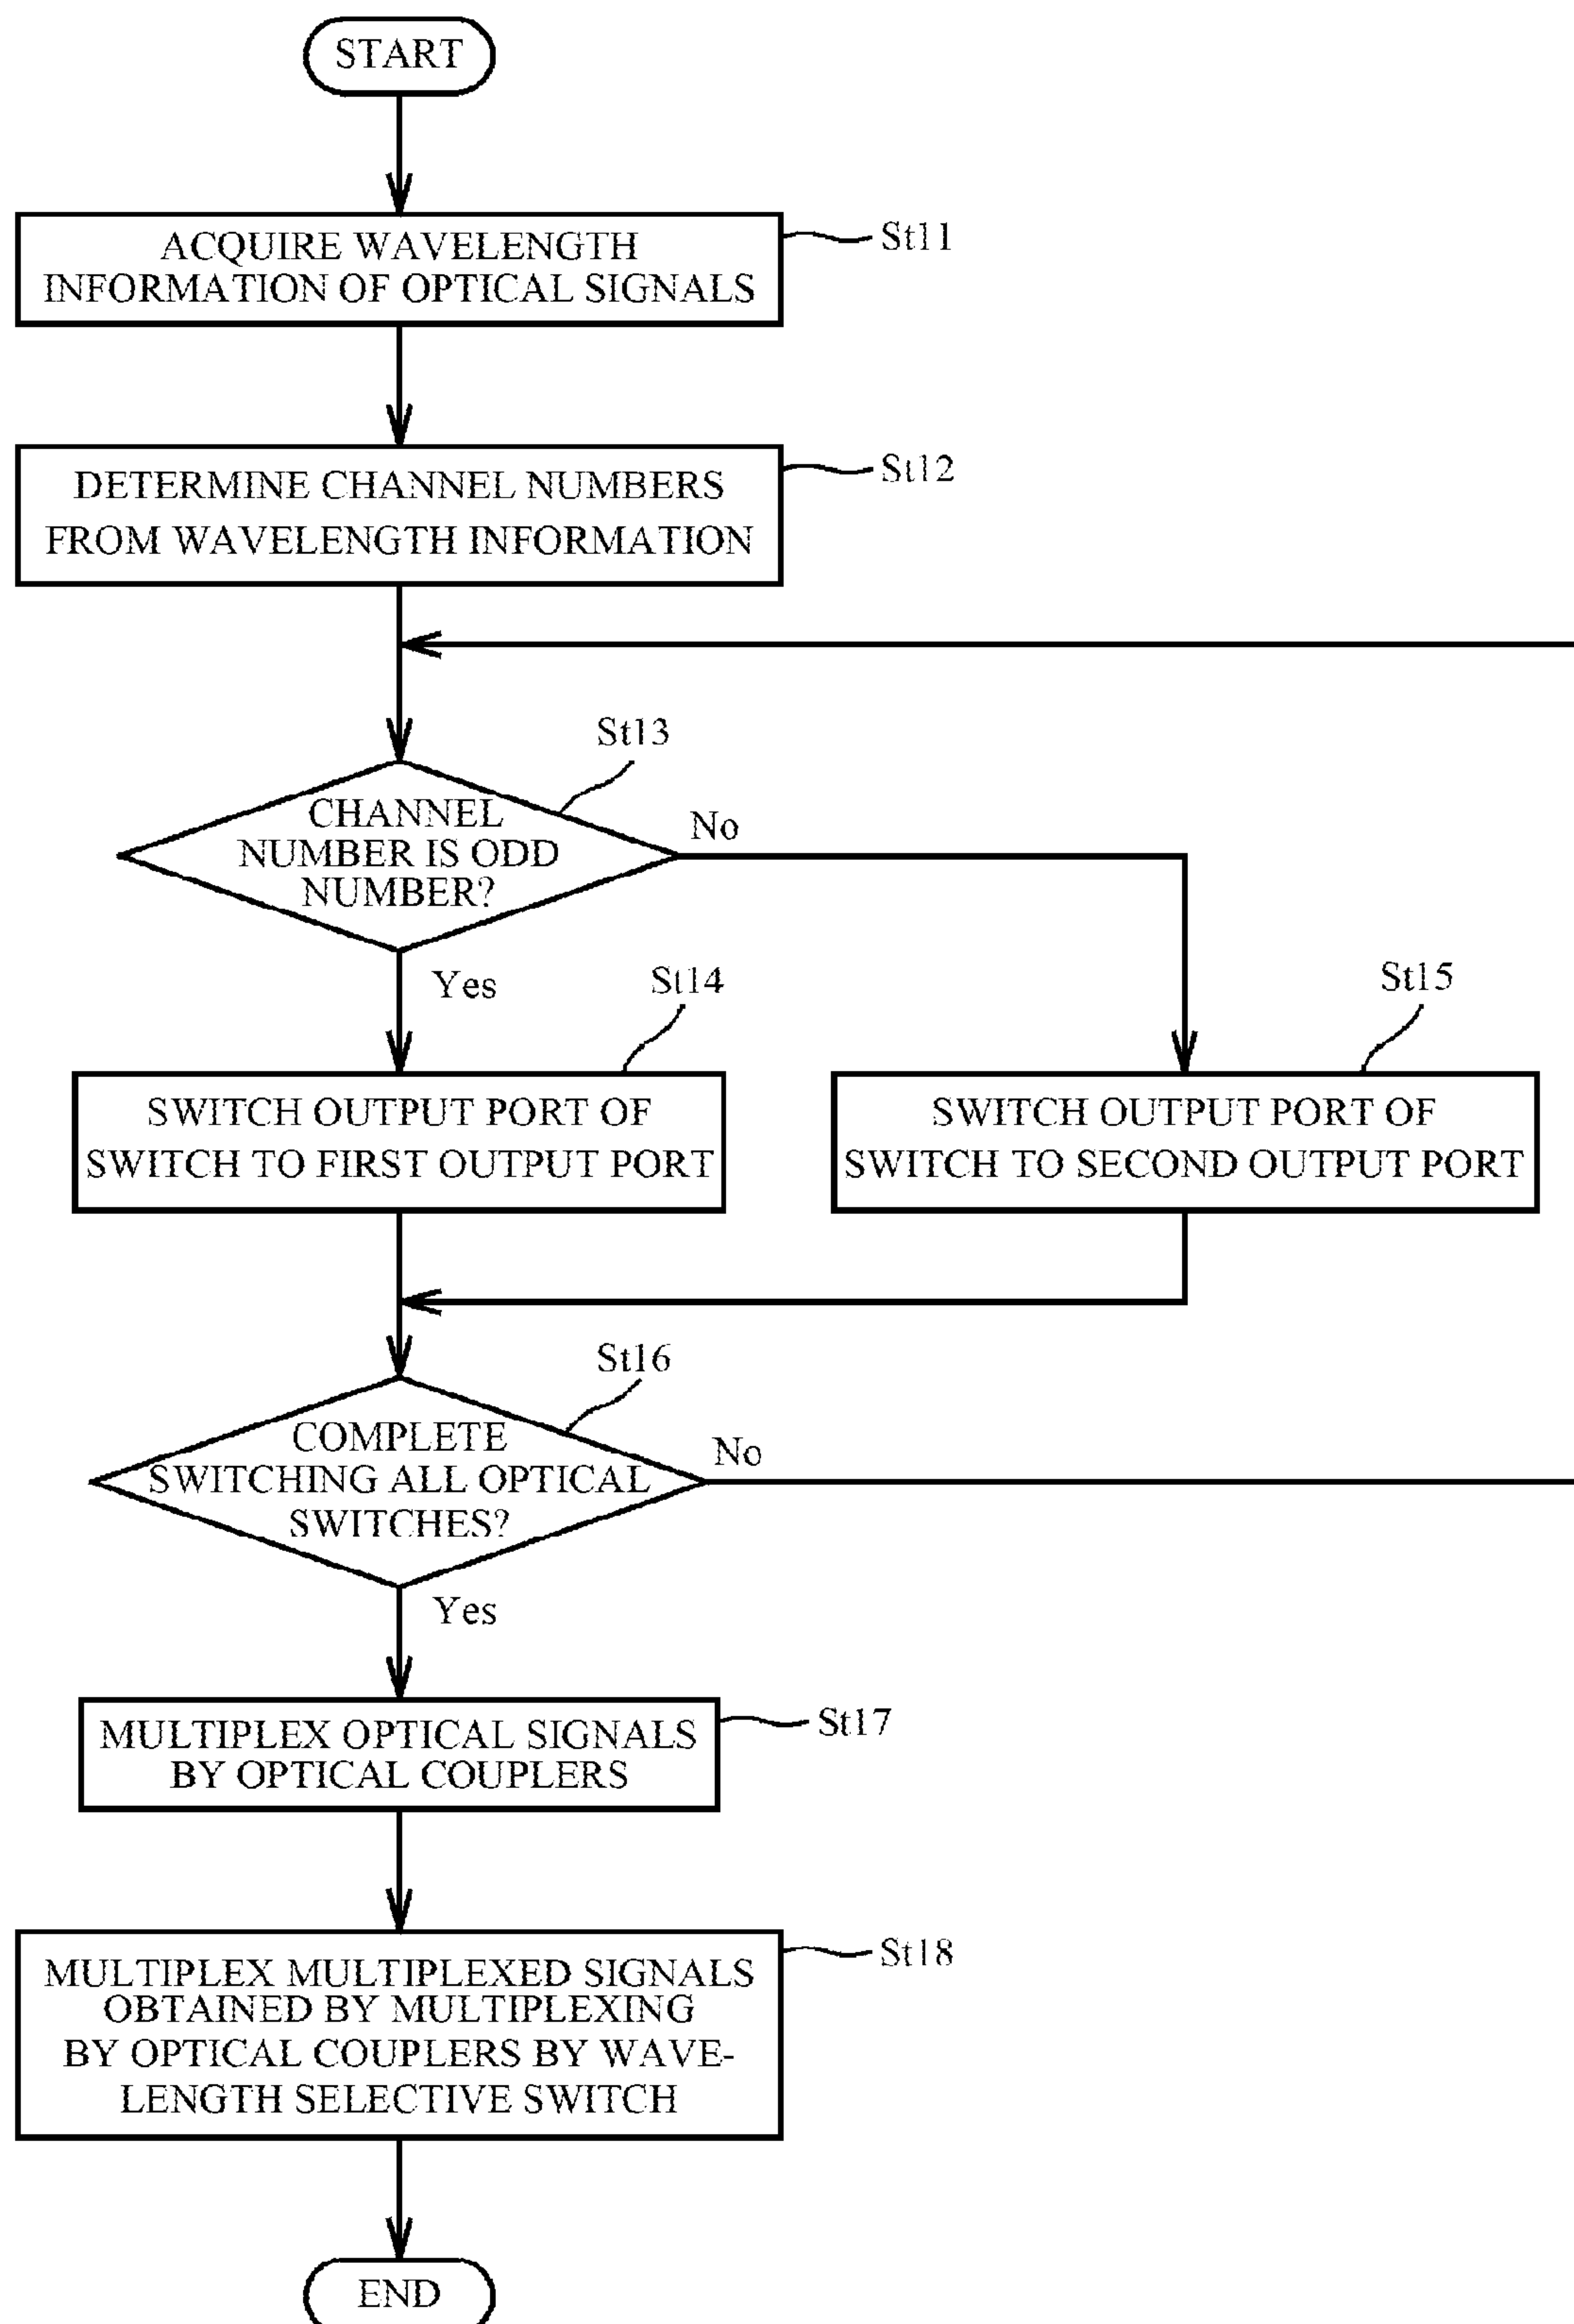 START
ACQUIRE WAVELENGTH
INFORMATION OF OPTICAL SIGNALS
St11
DETERMINE CHANNEL NUMBERS
FROM WAVELENGTH INFORMATION
St12
St13
CHANNEL
NUMBER IS ODD
NUMBER?
No
Yes
St14
St15
SWITCH OUTPUT PORT OF
SWITCH TO FIRST OUTPUT PORT
SWITCH OUTPUT PORT OF
SWITCH TO SECOND OUTPUT PORT
St16
COMPLETE
SWITCHING ALL OPTICAL
SWITCHES?
No
Yes
MULTIPLEX OPTICAL SIGNALS
BY OPTICAL COUPLERS
St17
MULTIPLEX MULTIPLEXED SIGNALS
OBTAINED BY MULTIPLEXING
BY OPTICAL COUPLERS BY WAVE-
LENGTH SELECTIVE SWITCH
St18
END